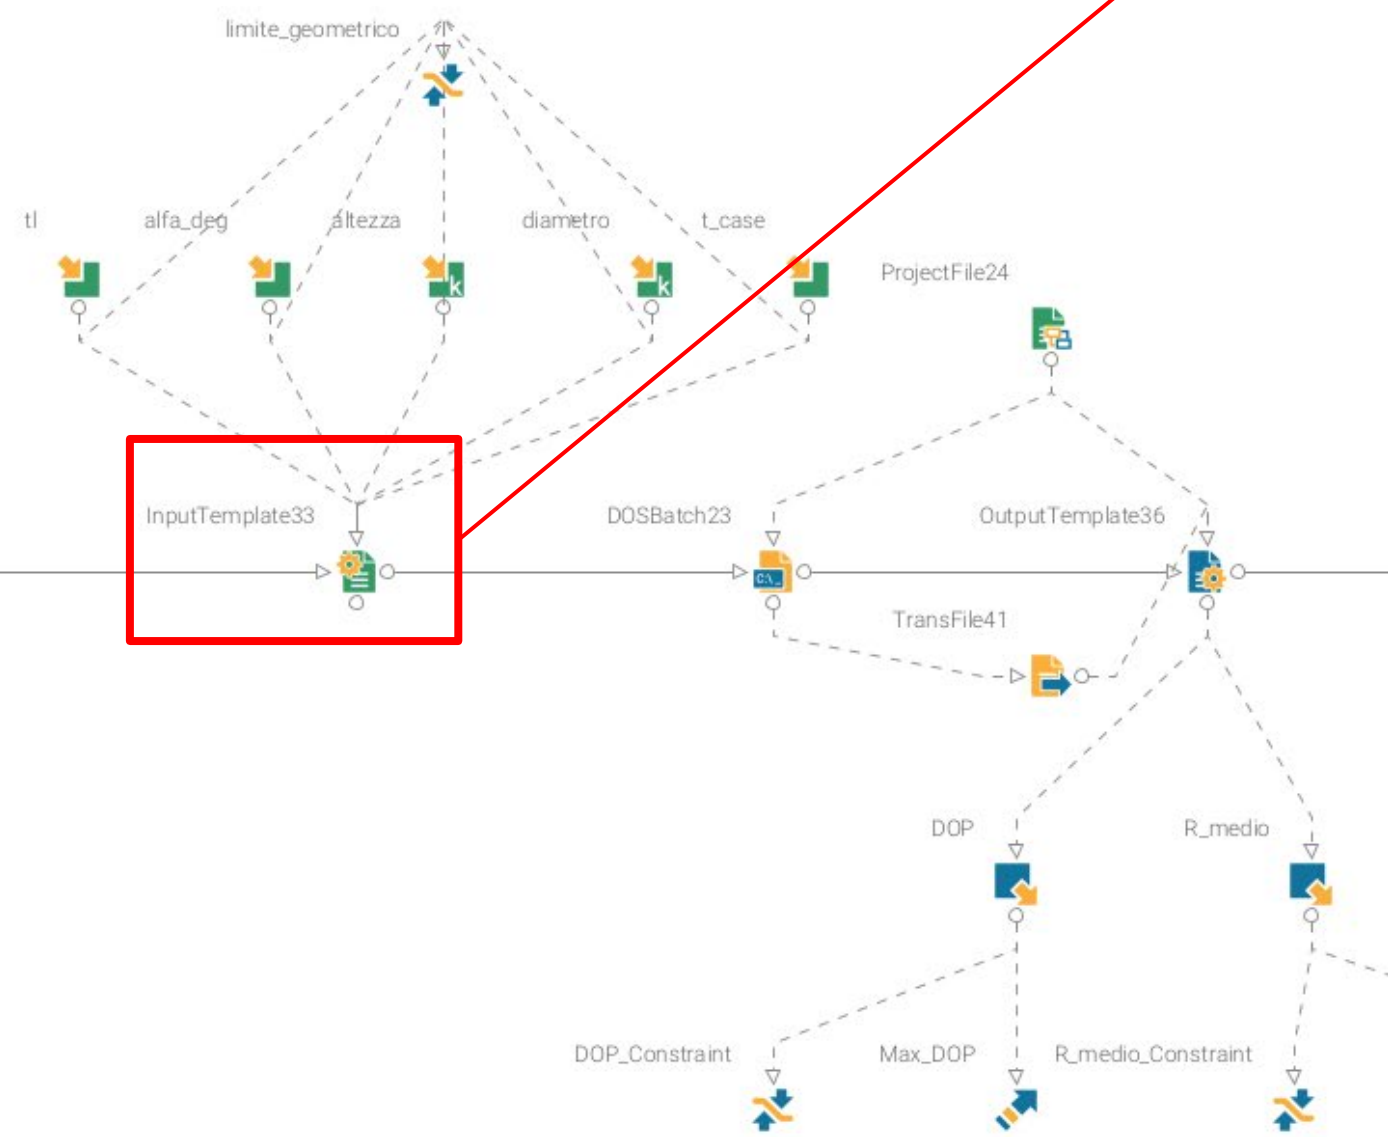 limite_geometrico
tl
alfa_deg
altezza
diametro
t_case
ProjectFile24
InputTemplate33
DOSBatch23
OutputTemplate36
k
k
C:\_
TransFile41
DOP
R_medio
DOP_Constraint
Max_DOP
R_medio_Constraint